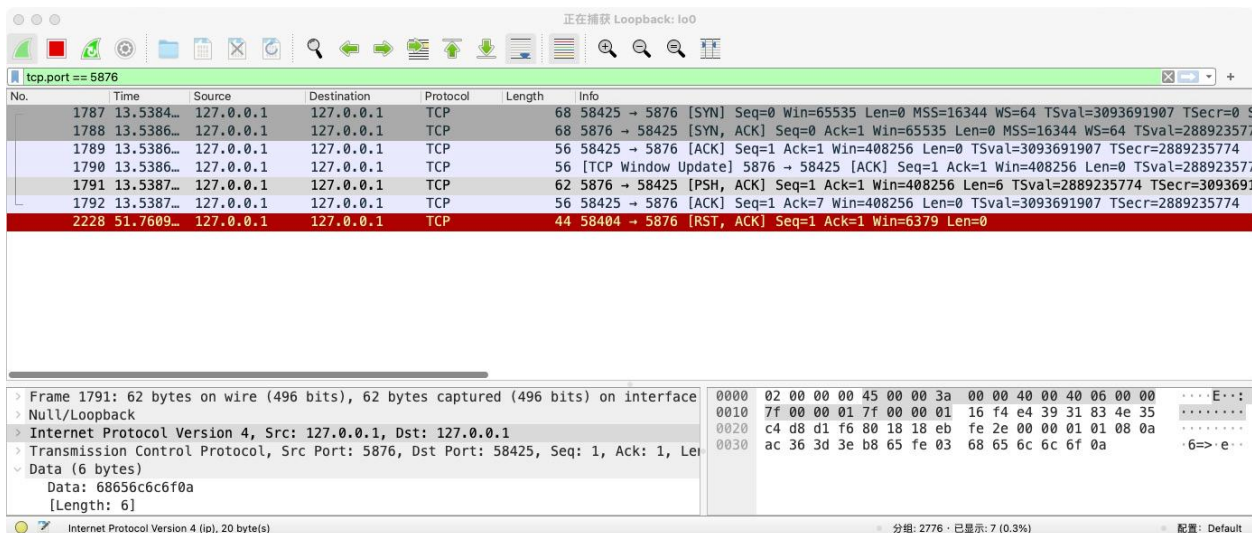 正在捕获 Loopback: lo0
tcp.port == 5876
No. Time Source Destination Protocol Length Info
1787 13.5384… 127.0.0.1 127.0.0.1 TCP 68 58425 → 5876 [SYN] Seq=0 Win=65535 Len=0 MSS=16344 WS=64 TSval=3093691907 TSecr=0 S
1788 13.5386… 127.0.0.1 127.0.0.1 TCP 68 5876 → 58425 [SYN, ACK] Seq=0 Ack=1 Win=65535 Len=0 MSS=16344 WS=64 TSval=28892357
1789 13.5386… 127.0.0.1 127.0.0.1 TCP 56 58425 → 5876 [ACK] Seq=1 Ack=1 Win=408256 Len=0 TSval=3093691907 TSecr=2889235774
1790 13.5386… 127.0.0.1 127.0.0.1 TCP 56 [TCP Window Update] 5876 → 58425 [ACK] Seq=1 Ack=1 Win=408256 Len=0 TSval=288923577
1791 13.5387… 127.0.0.1 127.0.0.1 TCP 62 5876 → 58425 [PSH, ACK] Seq=1 Ack=1 Win=408256 Len=6 TSval=2889235774 TSecr=3093691
1792 13.5387… 127.0.0.1 127.0.0.1 TCP 56 58425 → 5876 [ACK] Seq=1 Ack=7 Win=408256 Len=0 TSval=3093691907 TSecr=2889235774
2228 51.7609… 127.0.0.1 127.0.0.1 TCP 44 58404 → 5876 [RST, ACK] Seq=1 Ack=1 Win=6379 Len=0
Frame 1791: 62 bytes on wire (496 bits), 62 bytes captured (496 bits) on interface
Null/Loopback
Internet Protocol Version 4, Src: 127.0.0.1, Dst: 127.0.0.1
Transmission Control Protocol, Src Port: 5876, Dst Port: 58425, Seq: 1, Ack: 1, Le
Data (6 bytes)
Data: 68656c6c6f0a
[Length: 6]
0000 02 00 00 00 45 00 00 3a 00 00 40 00 40 06 00 00 ····E··:
0010 7f 00 00 01 7f 00 00 01 16 f4 e4 39 31 83 4e 35 ········
0020 c4 d8 d1 f6 80 18 18 eb fe 2e 00 00 01 01 08 0a ········
0030 ac 36 3d 3e b8 65 fe 03 68 65 6c 6c 6f 0a ·6=>·e··
Internet Protocol Version 4 (ip), 20 byte(s)
分组: 2776 · 已显示: 7 (0.3%)
配置: Default